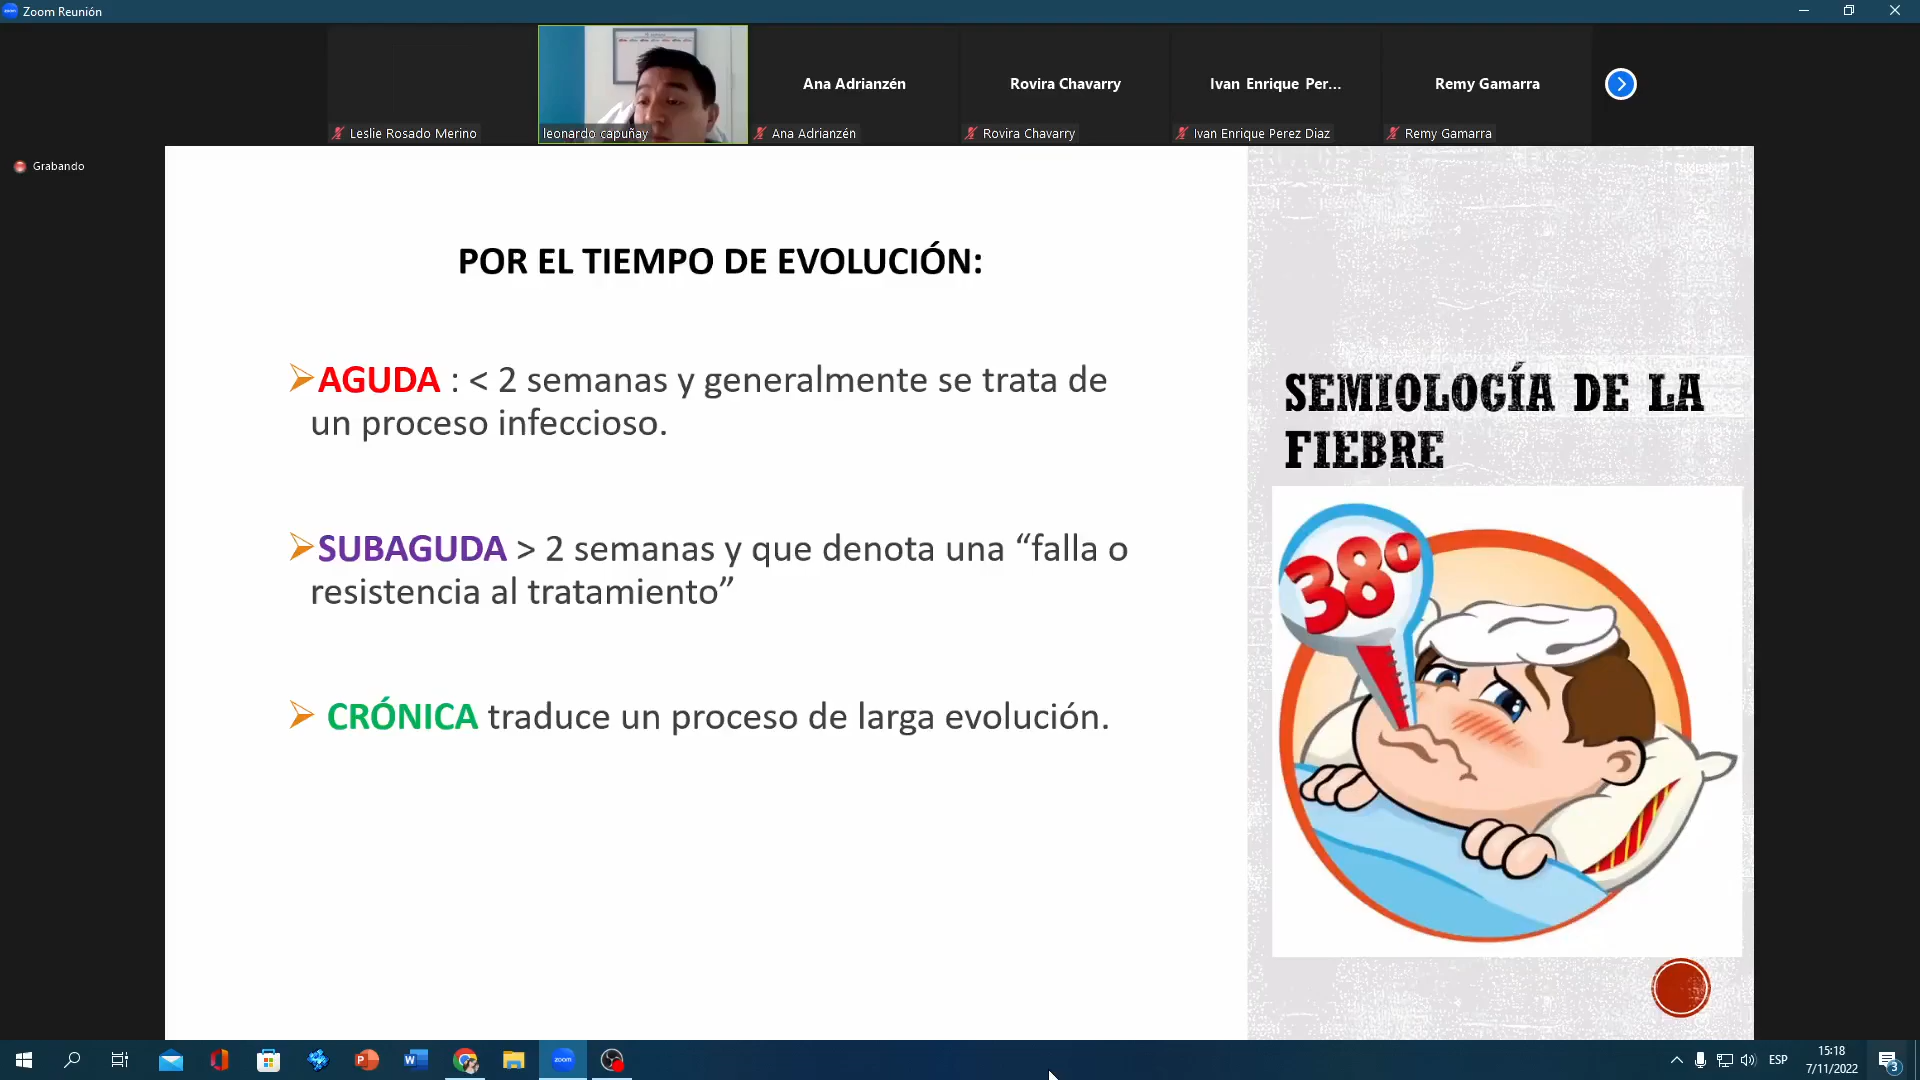 Zoom Reunión
Ana Adrianzén
Rovira Chavarry
Ivan Enrique Per...
Remy Gamarra
Leslie Rosado Merino
leonardo capuñay
Ana Adrianzén
Rovira Chavarry
Ivan Enrique Perez Diaz
Remy Gamarra
Grabando
POR EL TIEMPO DE EVOLUCIÓN:
AGUDA : < 2 semanas y generalmente se trata de
un proceso infeccioso.
SUBAGUDA > 2 semanas y que denota una “falla o
resistencia al tratamiento”
CRÓNICA traduce un proceso de larga evolución.
SEMIOLOGÍA DE LA
FIEBRE
38º
zoom
ESP
15:18
7/11/2022
3